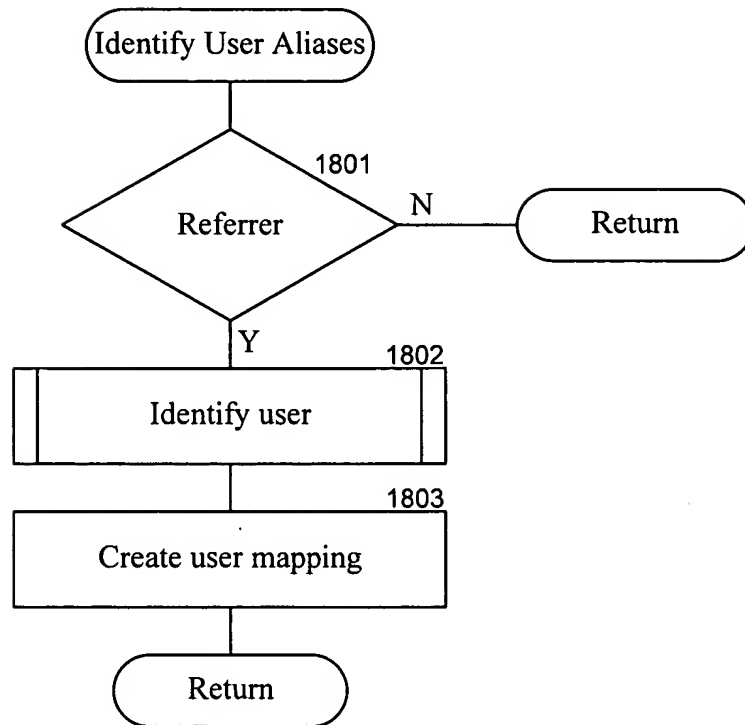 Identify User Aliases
1801
Referrer
N
Return
Y
1802
Identify user
1803
Create user mapping
Return